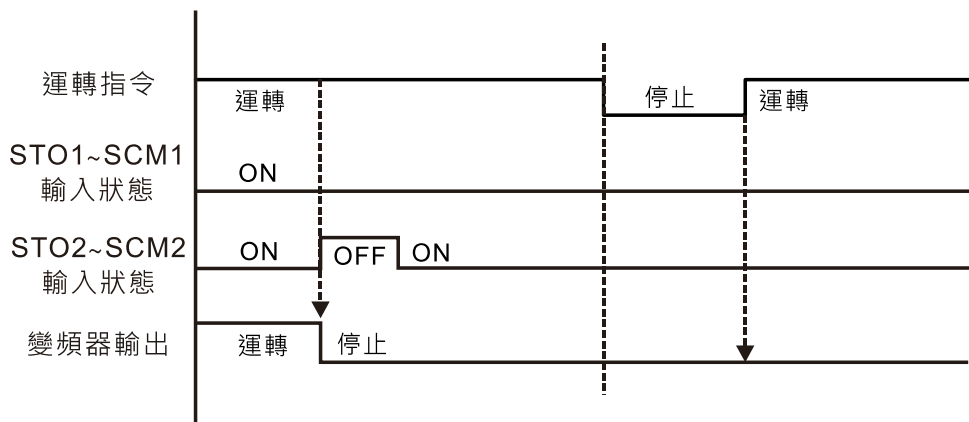 運轉指令
運轉
停止
運轉
STO1~SCM1
輸入狀態
ON
STO2~SCM2
輸入狀態
ON
OFF
ON
變頻器輸出
運轉
停止